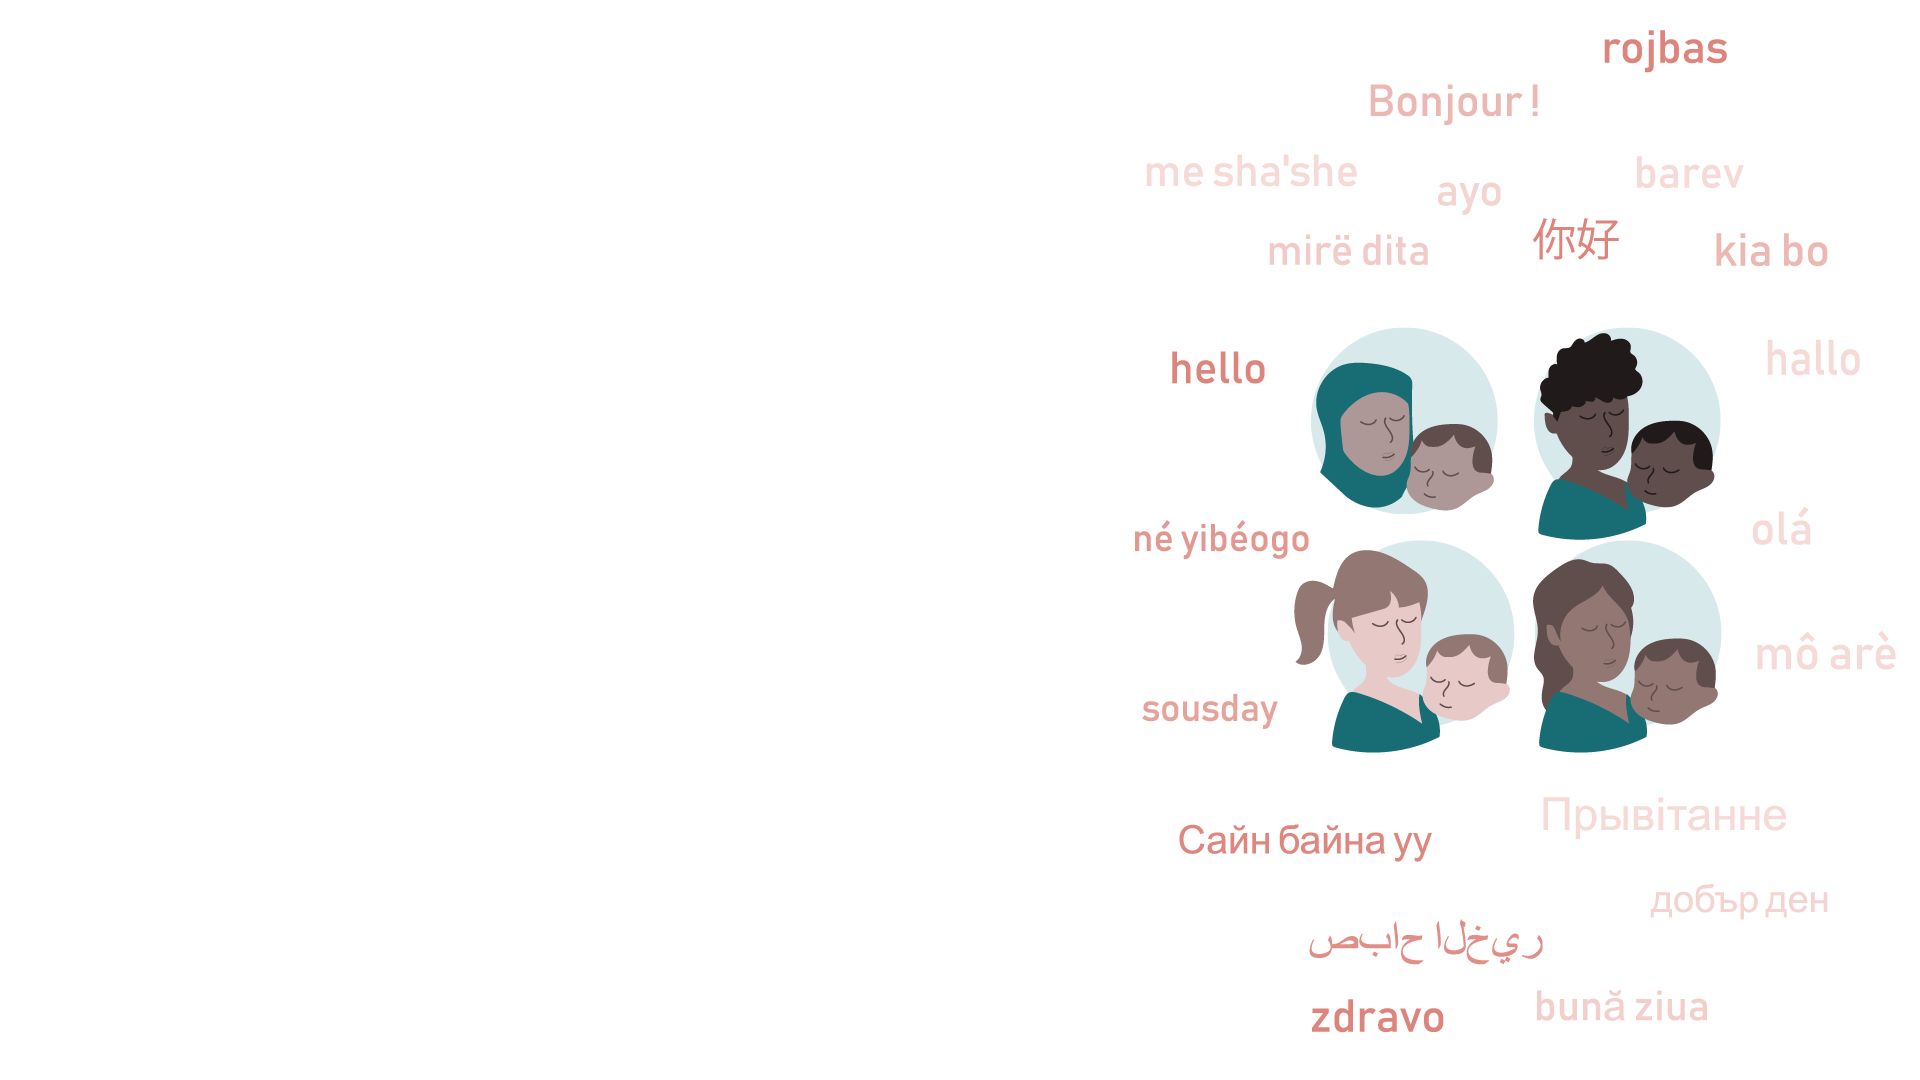 rojbas
Bonjour !
me sha'she
barev
ayo
你好
mirë dita
kia bo
hello
hallo
né yibéogo
olá
mô arè
sousday
Прывітанне
Сайн байна уу
добър ден
صباح الخير
bună ziua
zdravo